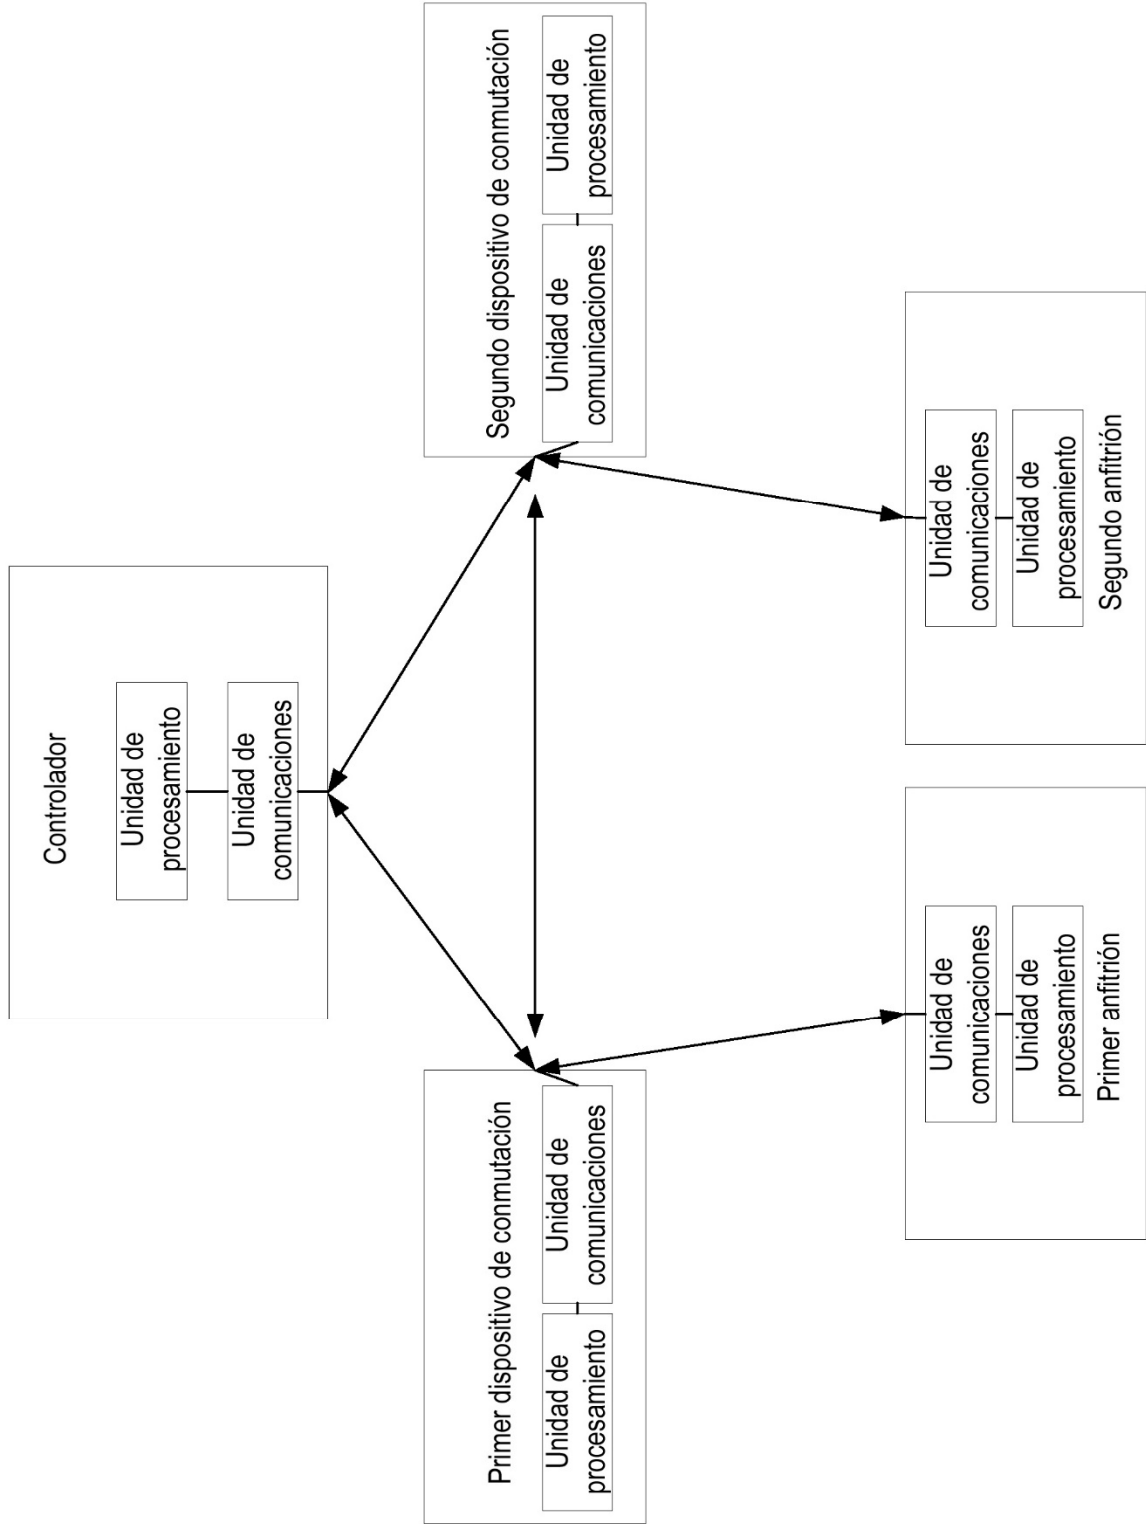 Controlador
Unidad de
procesamiento
Unidad de
comunicaciones
Primer dispositivo de conmutación
Unidad de
procesamiento
Unidad de
comunicaciones
Segundo dispositivo de conmutación
Unidad de
comunicaciones
Unidad de
procesamiento
Unidad de
comunicaciones
Unidad de
procesamiento
Primer anfitrión
Unidad de
comunicaciones
Unidad de
procesamiento
Segundo anfitrión